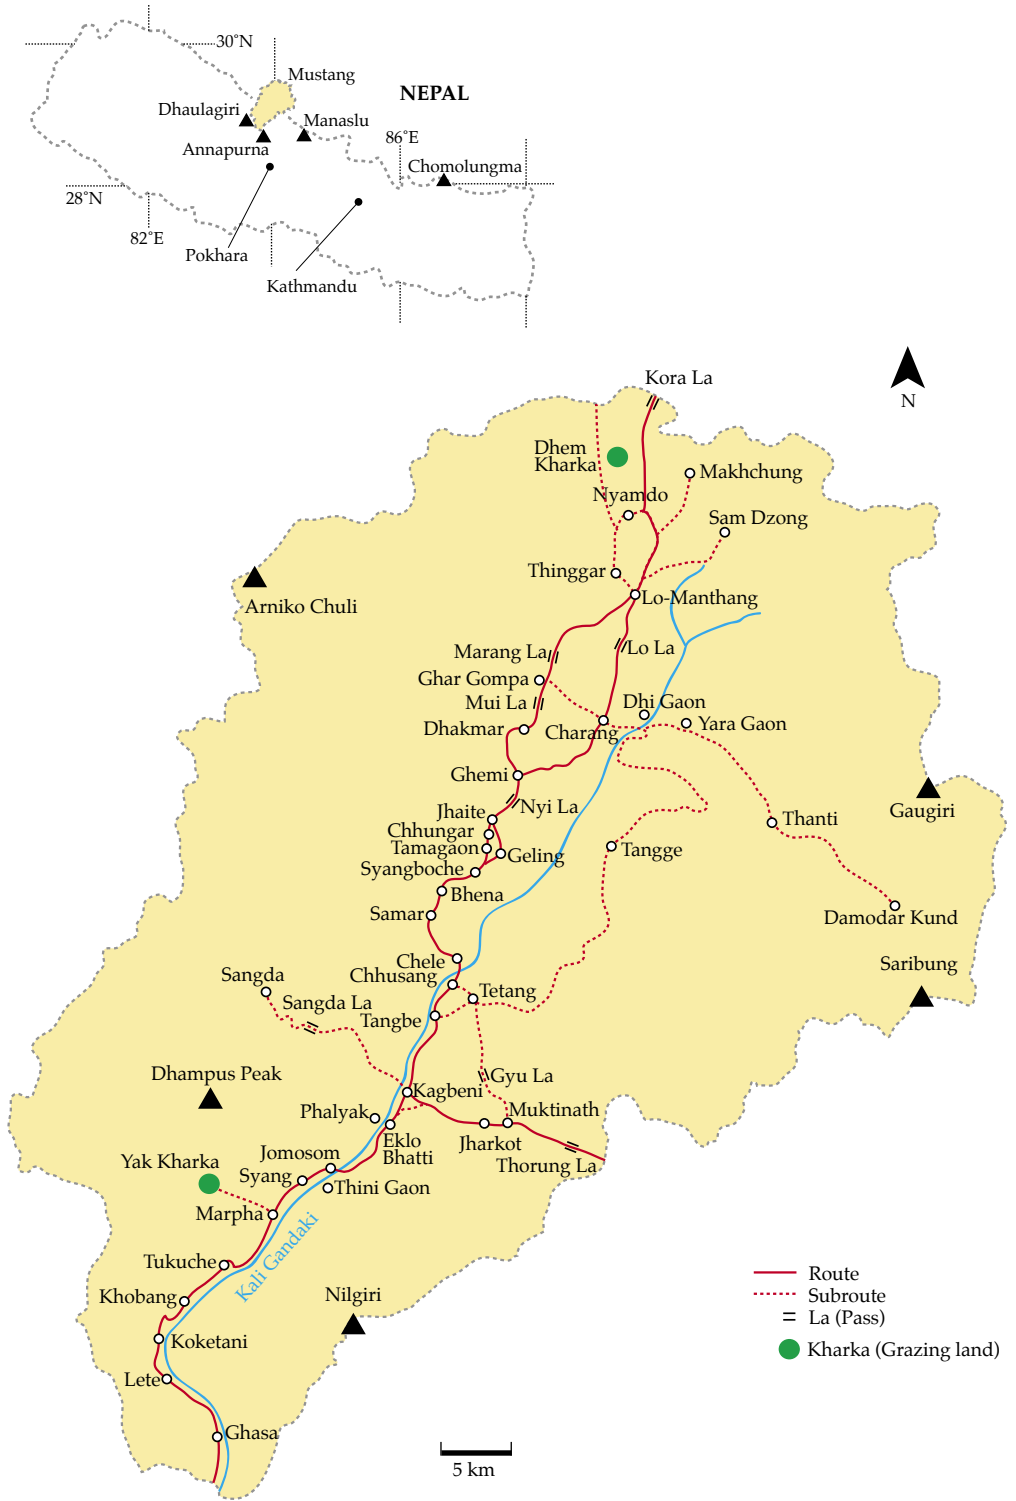 30°N
Mustang
NEPAL
Dhaulagiri
Manaslu
86°E
Annapurna
Chomolungma
28°N
82°E
Pokhara
Kathmandu
Kora La
N
Dhem
Kharka
Makhchung
Nyamdo
Sam Dzong
Thinggar
Arniko Chuli
Lo-Manthang
Marang La
Lo La
Ghar Gompa
Mui La
Dhi Gaon
Dhakmar
Charang
Yara Gaon
Ghemi
Nyi La
Gaugiri
Jhaite
Thanti
Chhungar
Tamagaon
Geling
Tangge
Syangboche
Bhena
Samar
Damodar Kund
Chele
Saribung
Sangda
Chhusang
Sangda La
Tetang
Tangbe
Dhampus Peak
Gyu La
Kagbeni
Phalyak
Muktinath
Eklo
Bhatti
Jharkot
Jomosom
Thorung La
Yak Kharka
Syang
Thini Gaon
Marpha
Kali Gandaki
Tukuche
Khobang
Nilgiri
Route
Subroute
La (Pass)
Koketani
Kharka (Grazing land)
Lete
Ghasa
5 km